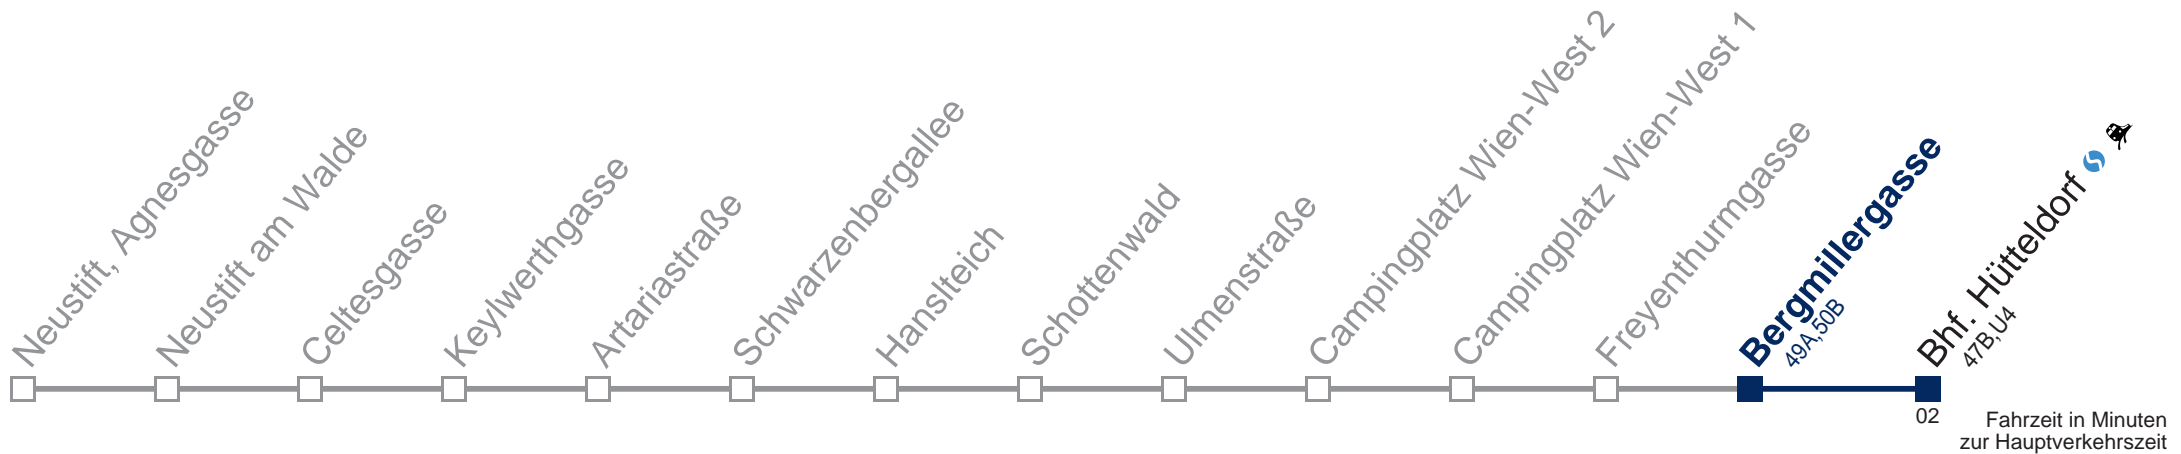 Neustift, Agnesgasse
Neustift am Walde
Celtesgasse
Keylwerthgasse
Artariastraße
Schwarzenbergallee
Hanslteich
Schottenwald
Ulmenstraße
Campingplatz Wien-West 2
Campingplatz Wien-West 1
Freyenthurmgasse
Bergmillergasse
49A,50B
Bhf. Hütteldorf
47B,U4
02
Fahrzeit in Minuten
zur Hauptverkehrszeit